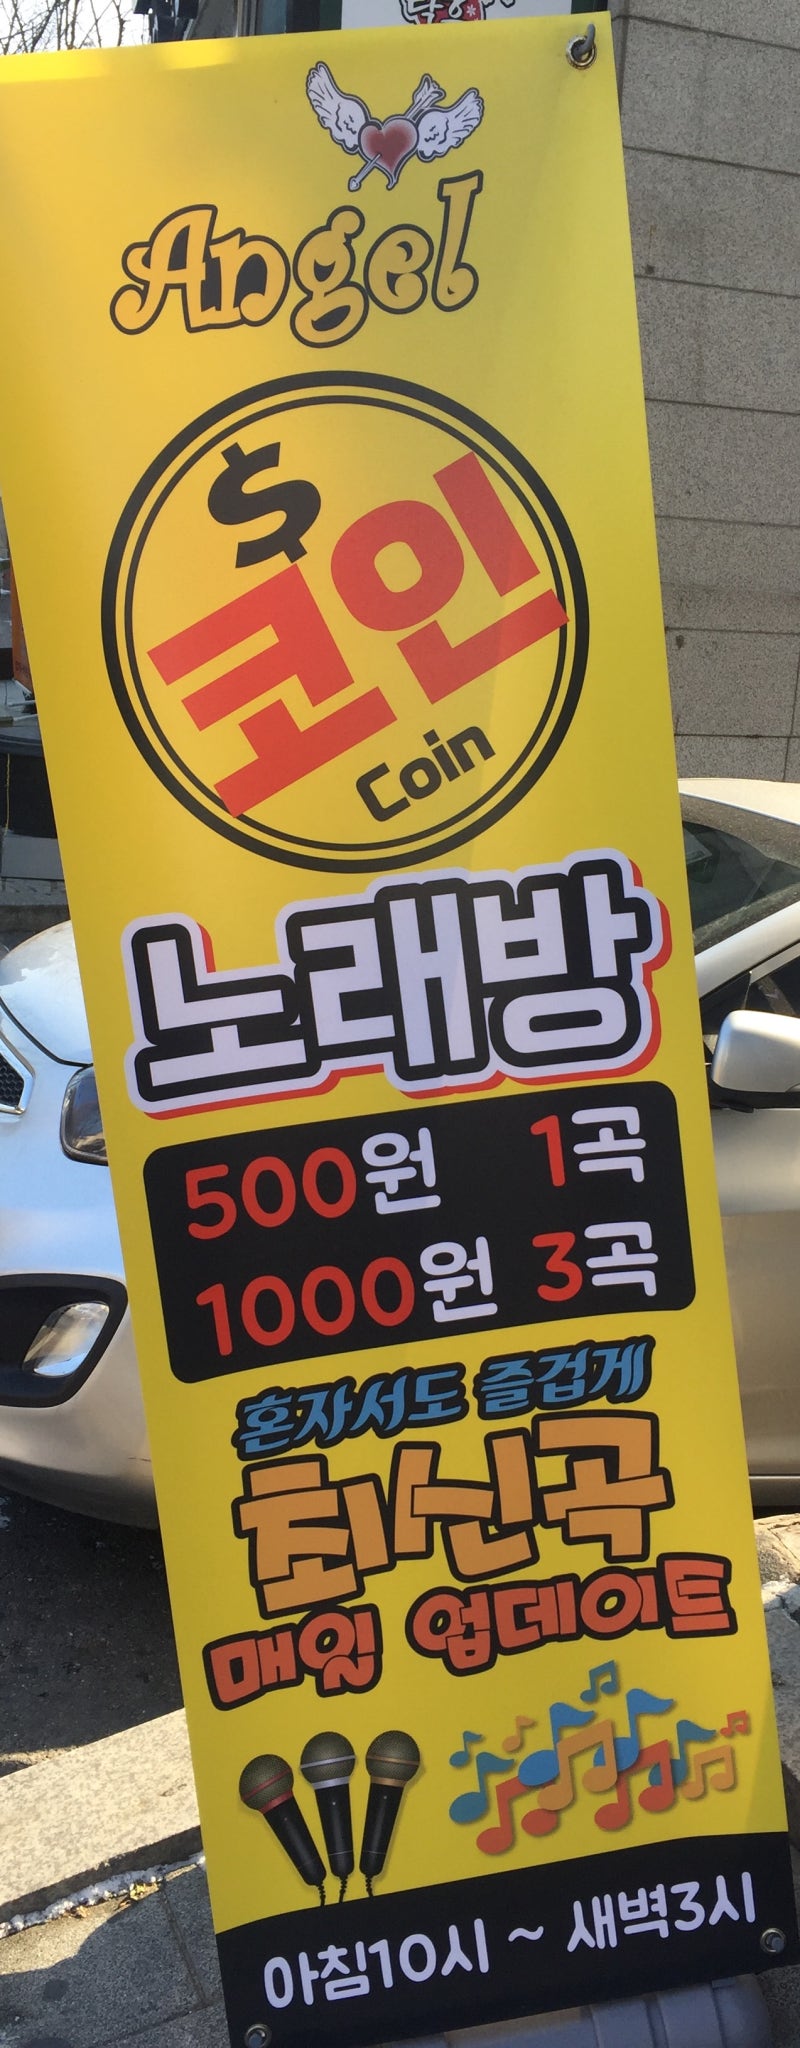 Angel
$
코인
Coin
노래방
500원 1곡
1000원 3곡
혼자서도 즐겁게
최신곡
매일 업데이트
아침10시 ~ 새벽3시